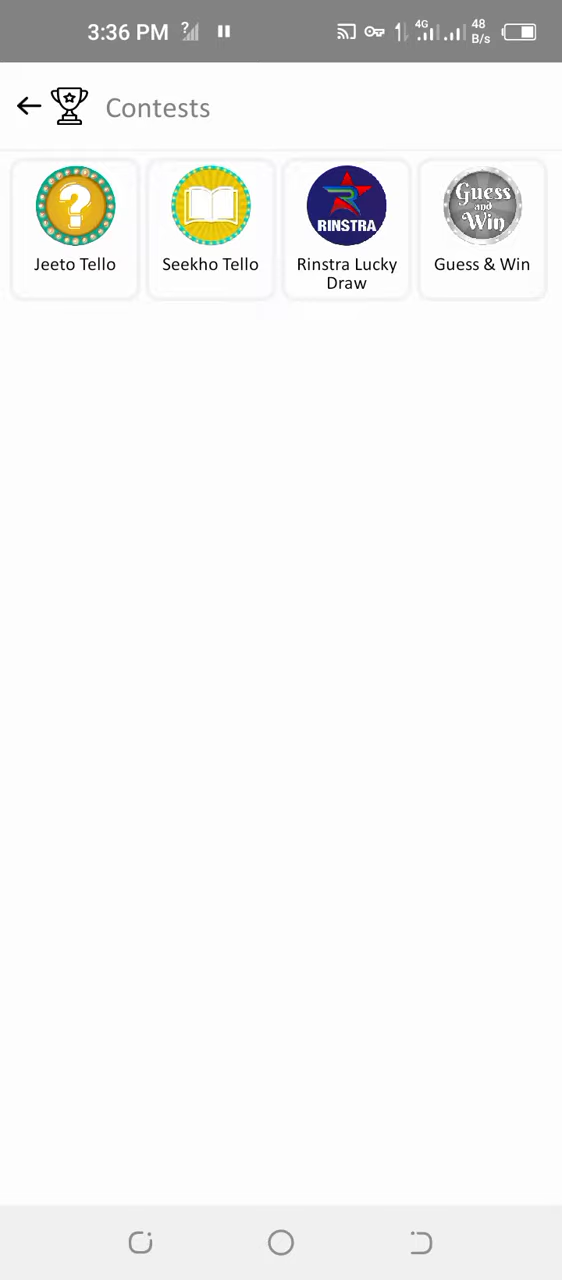 3:36 PM ? 4G 48
B/s
Contests
?
RINSTRA
Guess
and
Win
Jeeto Tello
Seekho Tello
Rinstra Lucky
Draw
Guess & Win